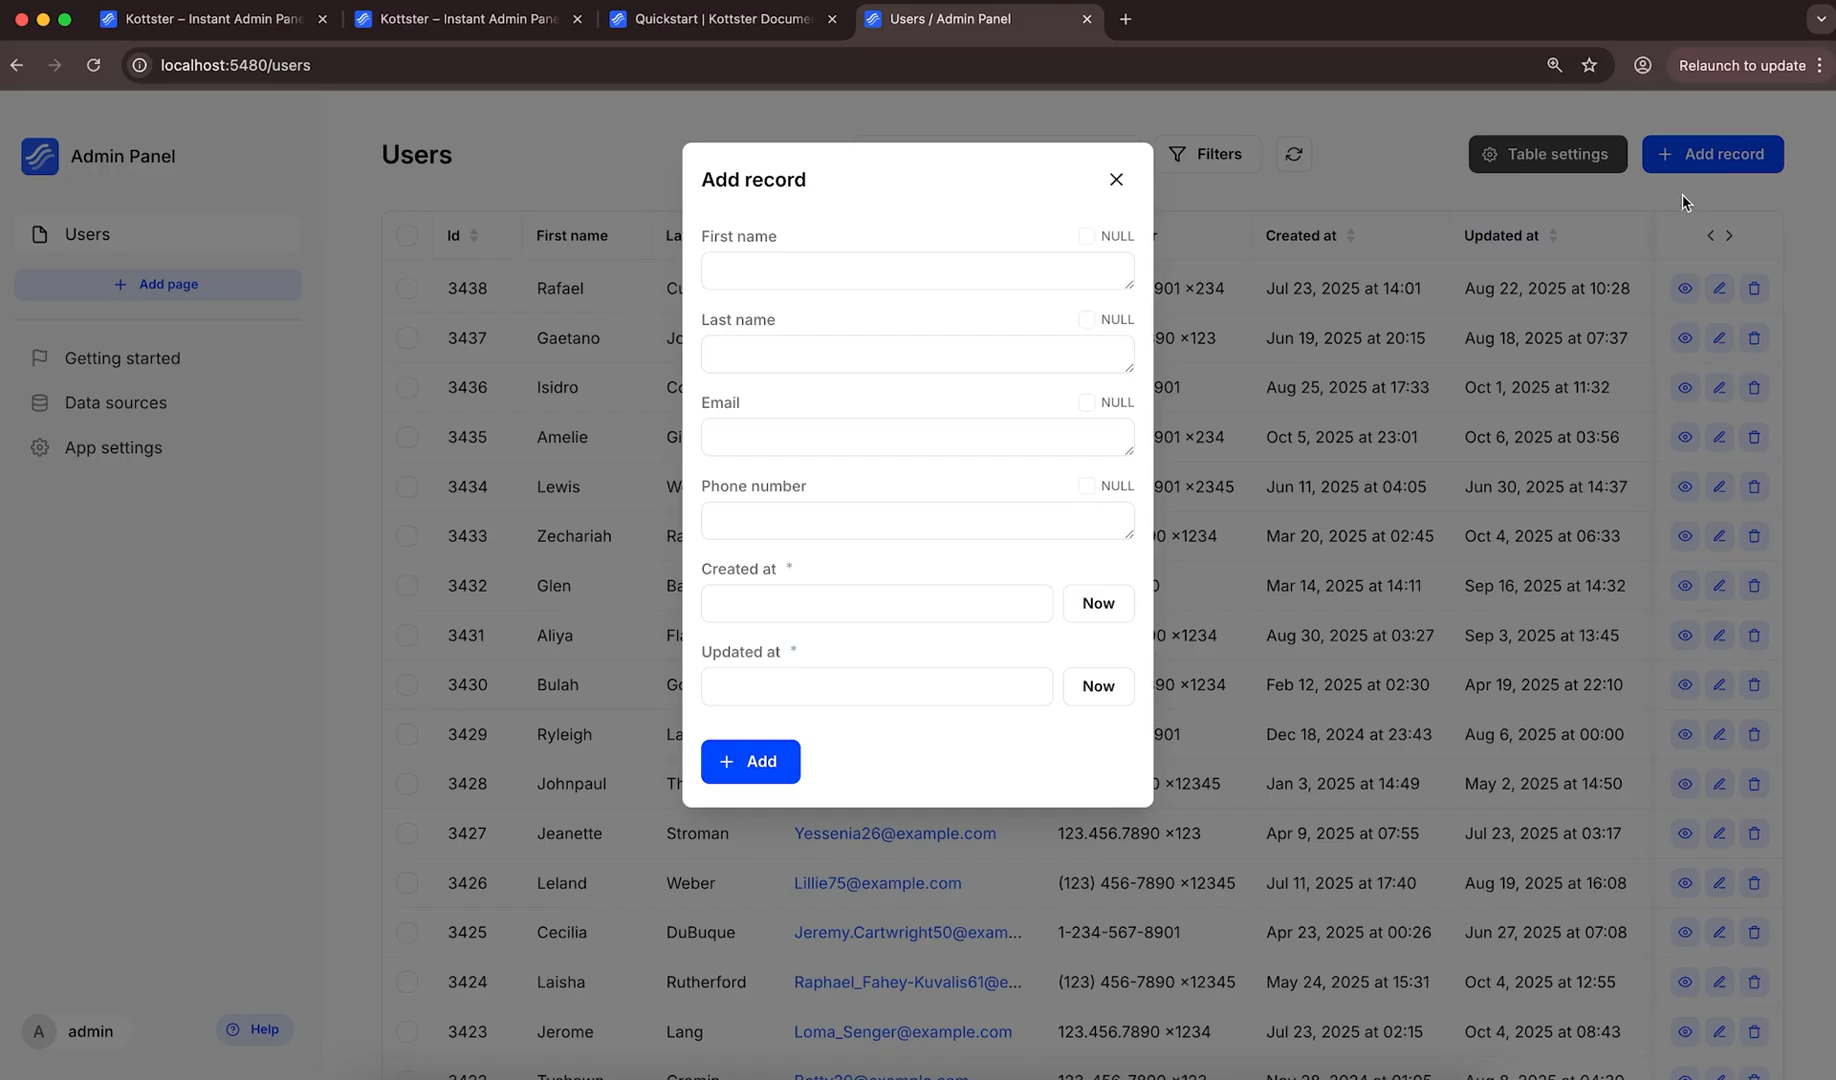 Kottster – Instant Admin Pane
Kottster – Instant Admin Pane
Quickstart | Kottster Docume
Users / Admin Panel
localhost:5480/users
Relaunch to update
Admin Panel
Users
+ Add page
Getting started
Data sources
App settings
A admin
Help
Users
Filters
Table settings
+ Add record
Id First name Created at Updated at
3438 Rafael 901 ×234 Jul 23, 2025 at 14:01 Aug 22, 2025 at 10:28
3437 Gaetano 90 ×123 Jun 19, 2025 at 20:15 Aug 18, 2025 at 07:37
3436 Isidro 901 Aug 25, 2025 at 17:33 Oct 1, 2025 at 11:32
3435 Amelie 901 ×234 Oct 5, 2025 at 23:01 Oct 6, 2025 at 03:56
3434 Lewis 901 ×2345 Jun 11, 2025 at 04:05 Jun 30, 2025 at 14:37
3433 Zechariah 0 ×1234 Mar 20, 2025 at 02:45 Oct 4, 2025 at 06:33
3432 Glen Mar 14, 2025 at 14:11 Sep 16, 2025 at 14:32
3431 Aliya 0 ×1234 Aug 30, 2025 at 03:27 Sep 3, 2025 at 13:45
3430 Bulah 90 ×1234 Feb 12, 2025 at 02:30 Apr 19, 2025 at 22:10
3429 Ryleigh 901 Dec 18, 2024 at 23:43 Aug 6, 2025 at 00:00
3428 Johnpaul ×12345 Jan 3, 2025 at 14:49 May 2, 2025 at 14:50
3427 Jeanette Stroman Yessenia26@example.com 123.456.7890 ×123 Apr 9, 2025 at 07:55 Jul 23, 2025 at 03:17
3426 Leland Weber Lillie75@example.com (123) 456-7890 ×12345 Jul 11, 2025 at 17:40 Aug 19, 2025 at 16:08
3425 Cecilia DuBuque Jeremy.Cartwright50@exam... 1-234-567-8901 Apr 23, 2025 at 00:26 Jun 27, 2025 at 07:08
3424 Laisha Rutherford Raphael_Fahey-Kuvalis61@e... (123) 456-7890 ×12345 May 24, 2025 at 15:31 Oct 4, 2025 at 12:55
3423 Jerome Lang Loma_Senger@example.com 123.456.7890 ×1234 Jul 23, 2025 at 02:15 Oct 4, 2025 at 08:43
Add record
First name NULL
Last name NULL
Email NULL
Phone number NULL
Created at *
Now
Updated at *
Now
+ Add